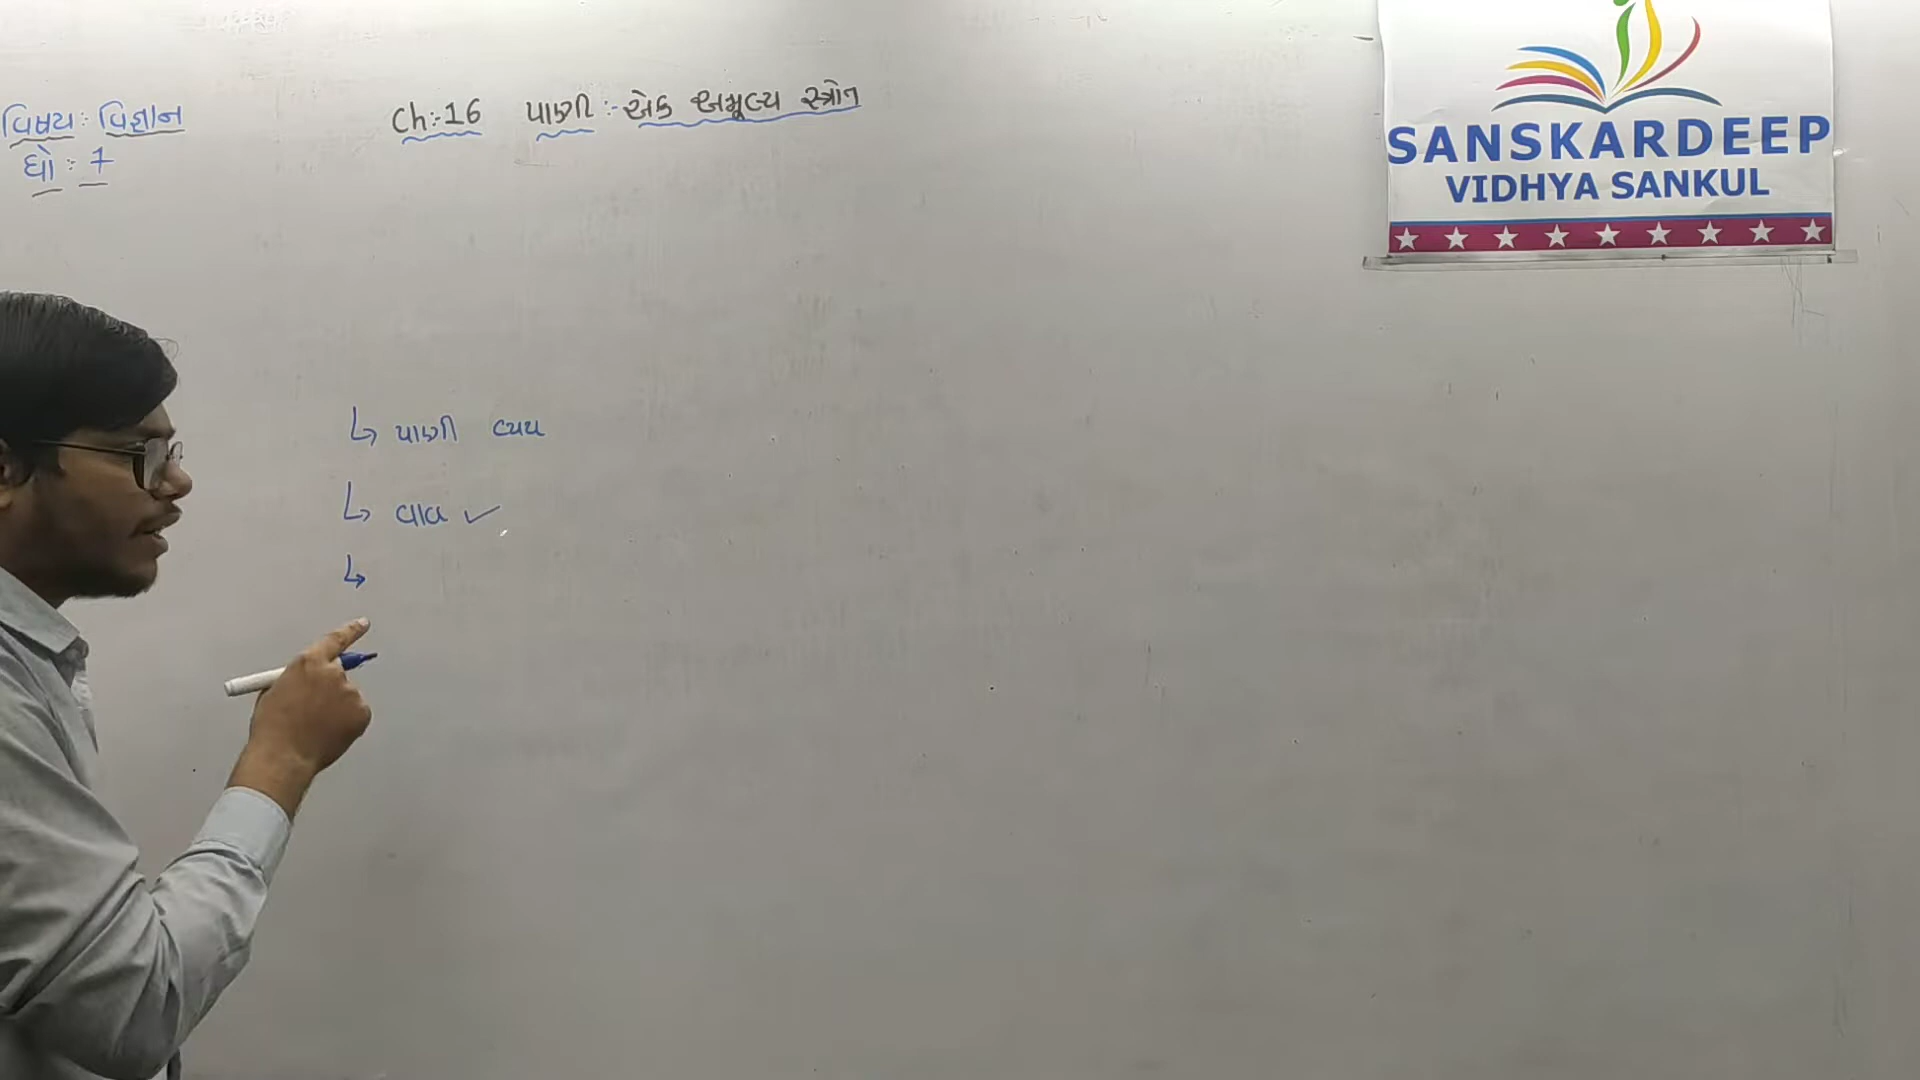 વિષય : વિજ્ઞાન
ધો : 7
Ch:-16 પાણી :- એક અમૂલ્ય સ્ત્રોત
SANSKARDEEP
VIDHYA SANKUL
↳ પાણી વ્યય
↳ વાવ ✓
↳